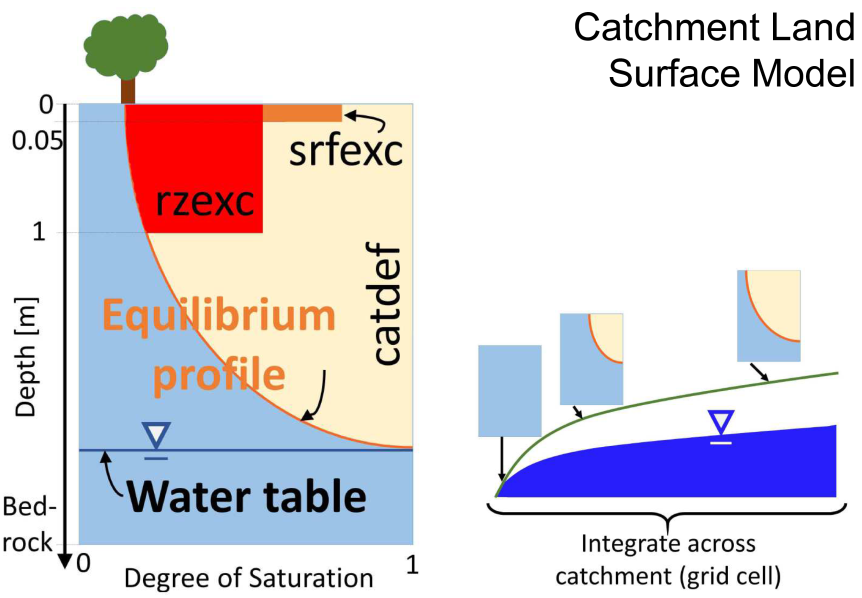 Catchment Land
Surface Model
0
0.05
srfexc
rzexc
1
catdef
Depth [m]
Equilibrium
profile
Water table
Bed-
rock
0
1
Degree of Saturation
Integrate across
catchment (grid cell)